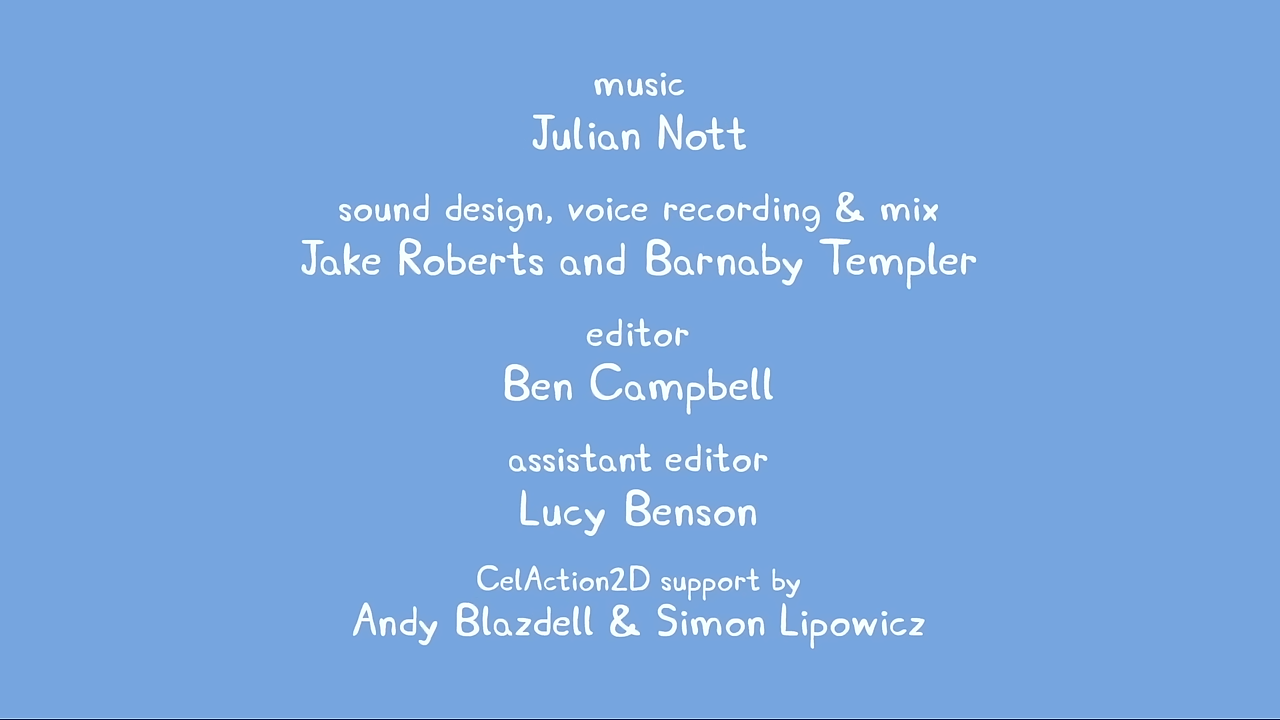 music
Julian Nott
sound design, voice recording & mix
Jake Roberts and Barnaby Templer
editor
Ben Campbell
assistant editor
Lucy Benson
CelAction2D support by
Andy Blazdell & Simon Lipowicz